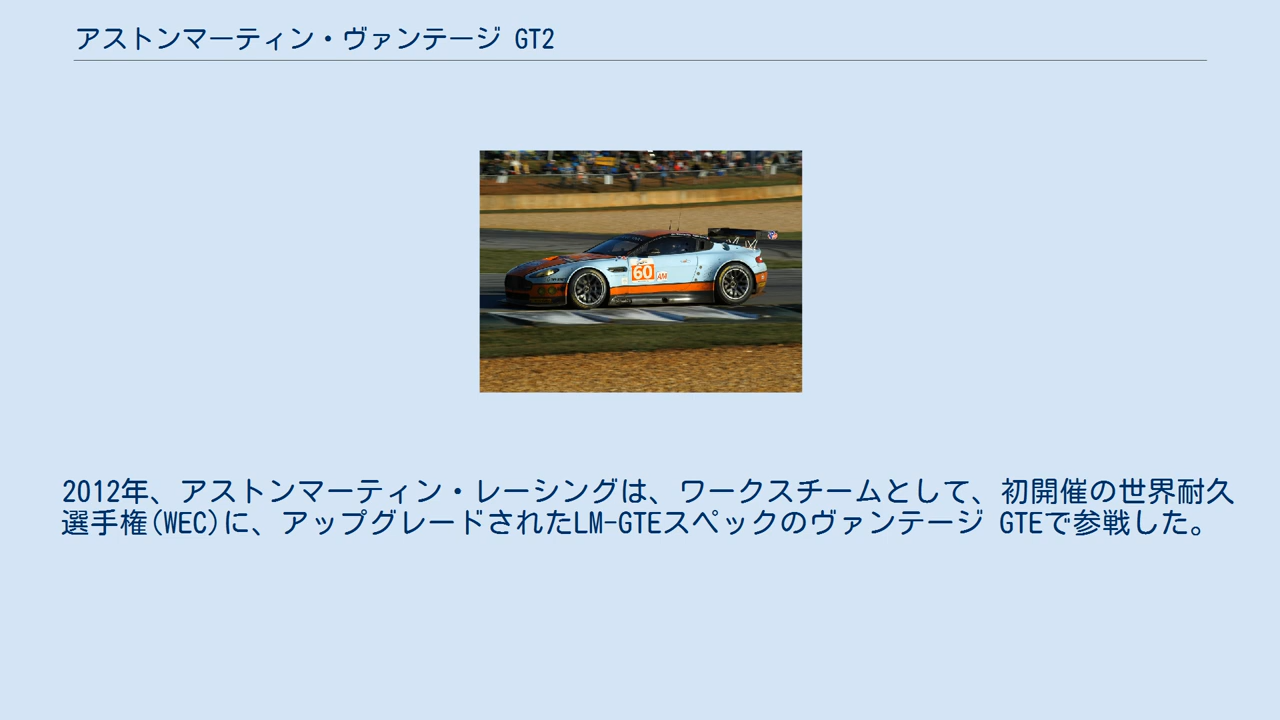 アストンマーティン・ヴァンテージ GT2
60
AM
2012年、アストンマーティン・レーシングは、ワークスチームとして、初開催の世界耐久
選手権(WEC)に、アップグレードされたLM-GTEスペックのヴァンテージ GTEで参戦した。